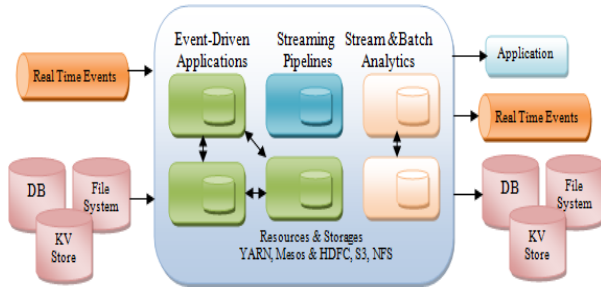 Event-Driven
Applications
Streaming
Pipelines
Stream &Batch
Analytics
Real Time Events
Application
Real Time Events
DB
File
System
KV
Store
DB
File
System
KV
Store
Resources & Storages
YARN, Mesos & HDFC, S3, NFS